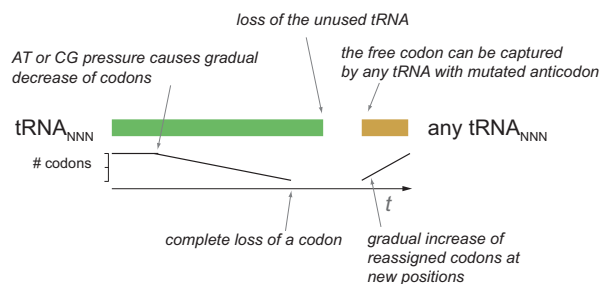 loss of the unused tRNA
AT or CG pressure causes gradual
decrease of codons
the free codon can be captured
by any tRNA with mutated anticodon
tRNANNN
any tRNANNN
# codons
t
complete loss of a codon
gradual increase of
reassigned codons at
new positions